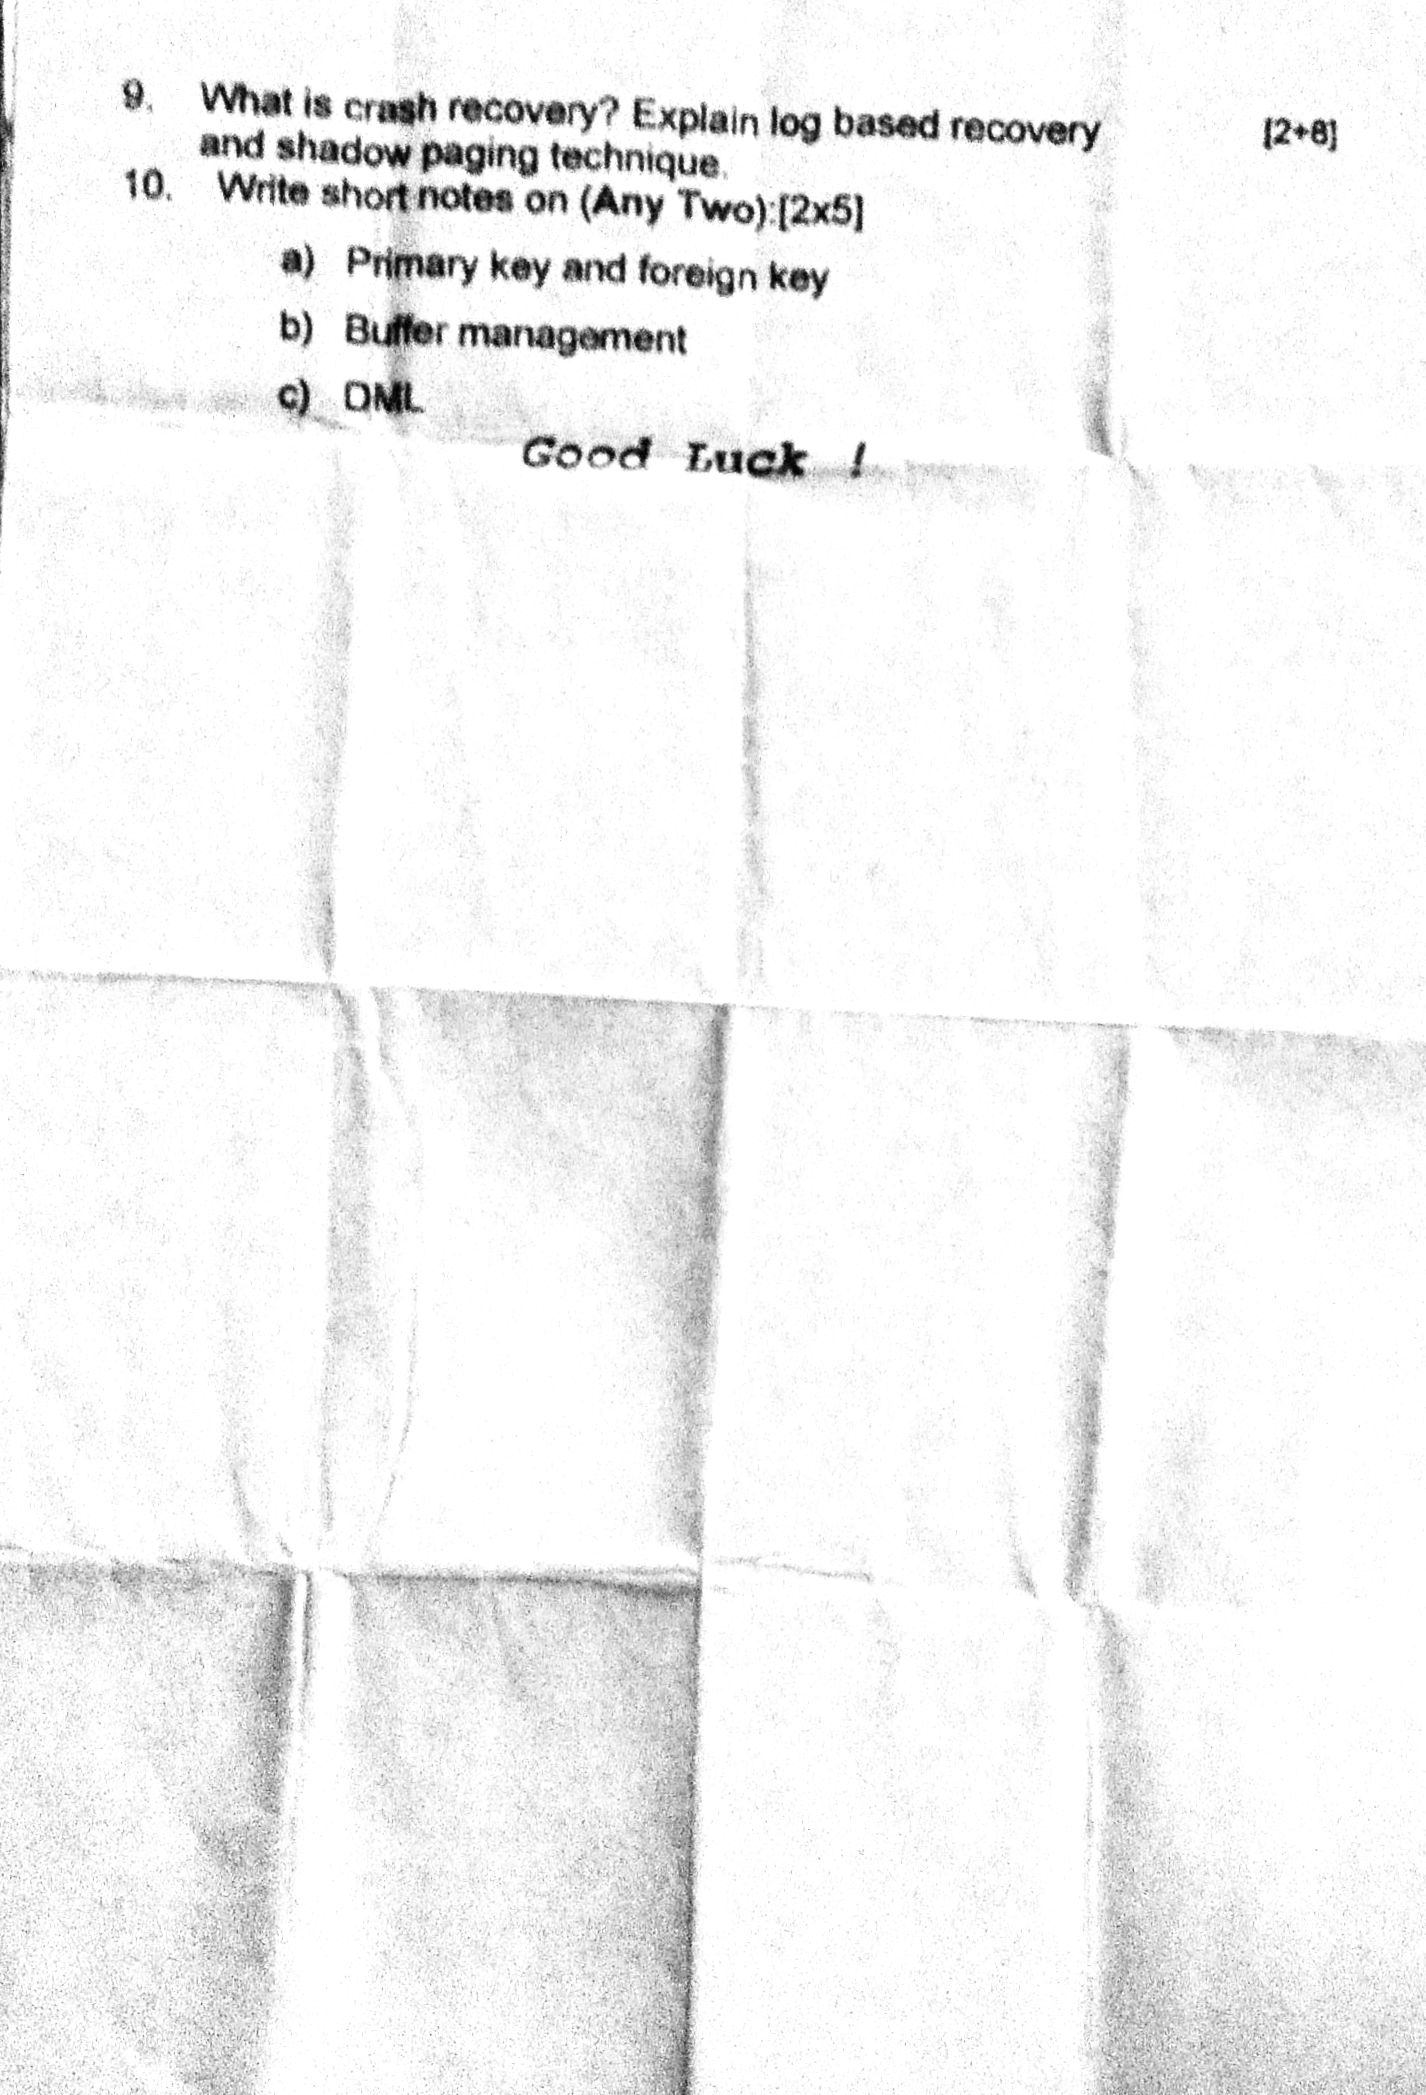 9. What is crash recovery? Explain log based recovery [2+8]
and shadow paging technique.
10. Write short notes on (Any Two):[2x5]
a) Primary key and foreign key
b) Buffer management
c) DML
Good Luck !